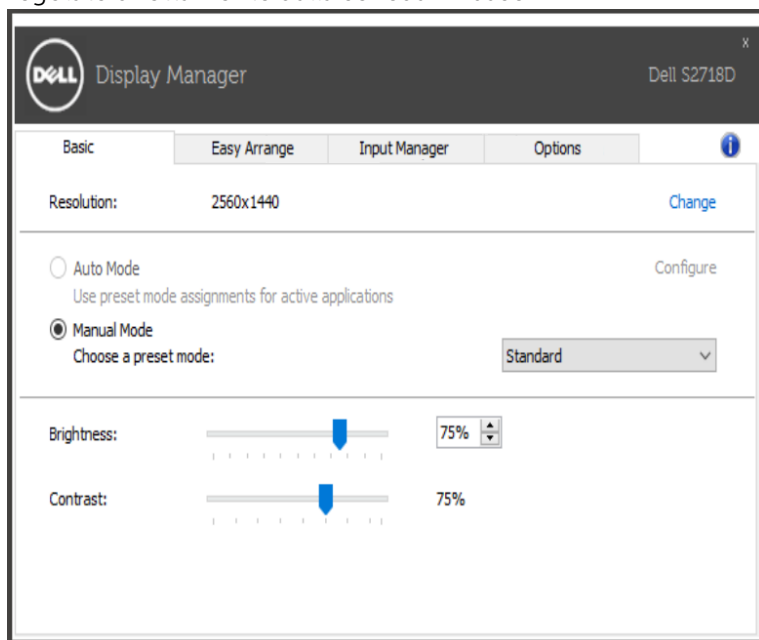 DELL
Display Manager
x
Dell S2718D
Basic
Easy Arrange
Input Manager
Options
i
Resolution:
2560x1440
Change
Auto Mode
Configure
Use preset mode assignments for active applications
Manual Mode
Choose a preset mode:
Standard
Brightness:
75%
Contrast:
75%